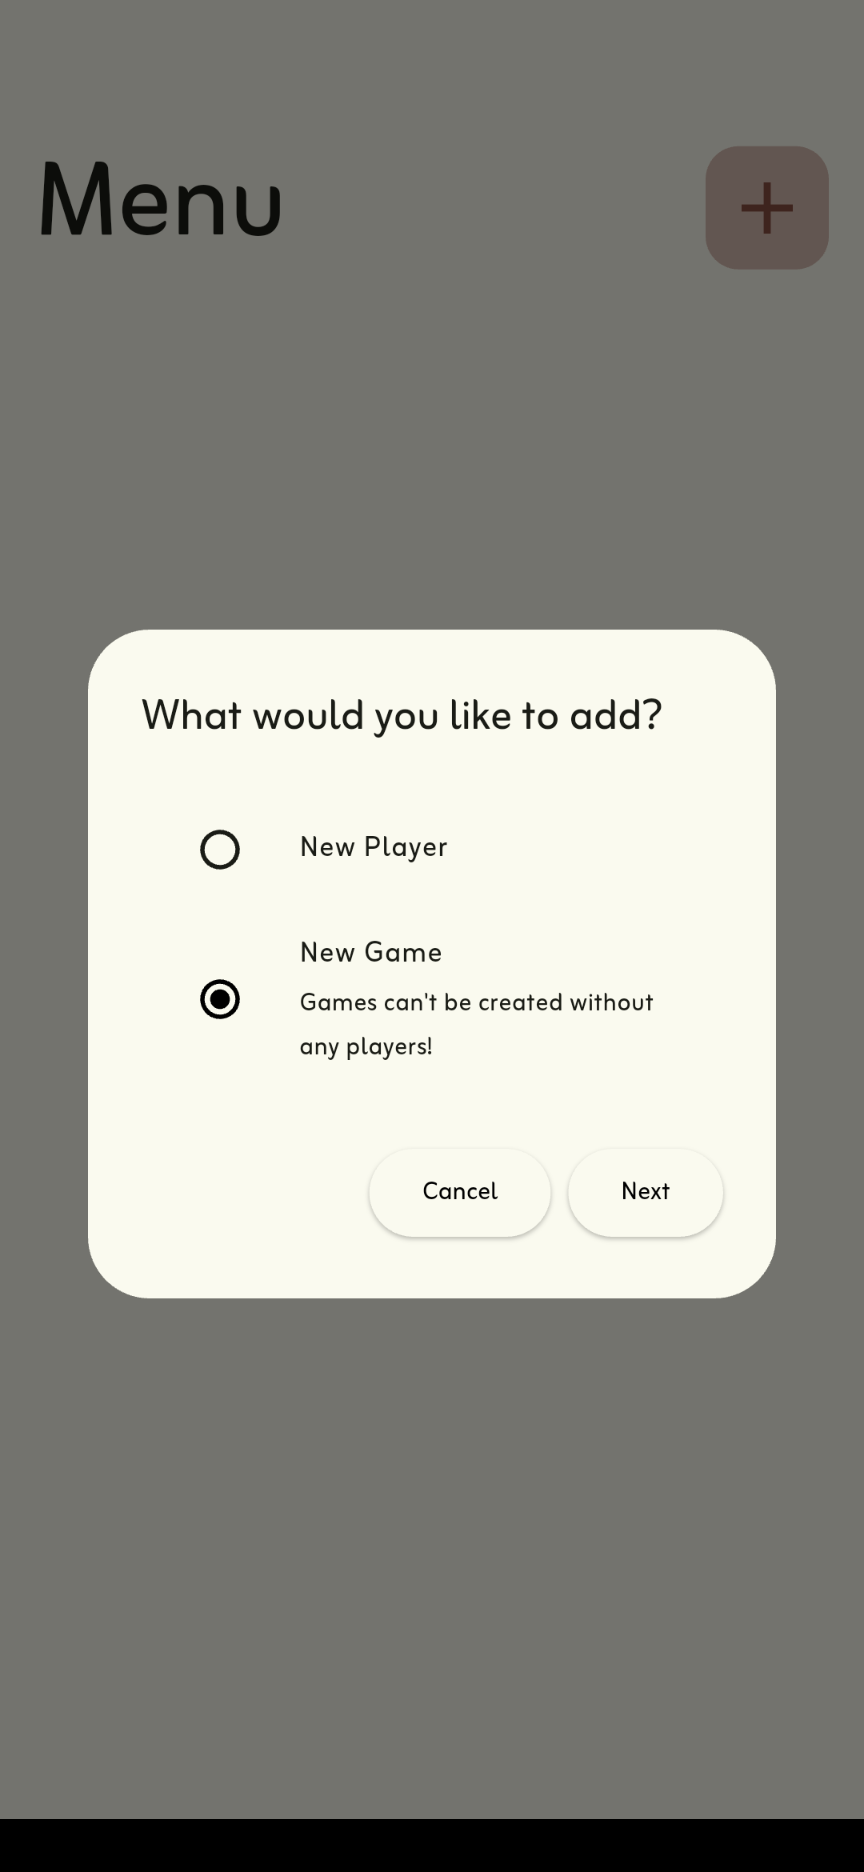 Menu
What would you like to add?
New Player
New Game
Games can't be created without
any players!
Cancel
Next